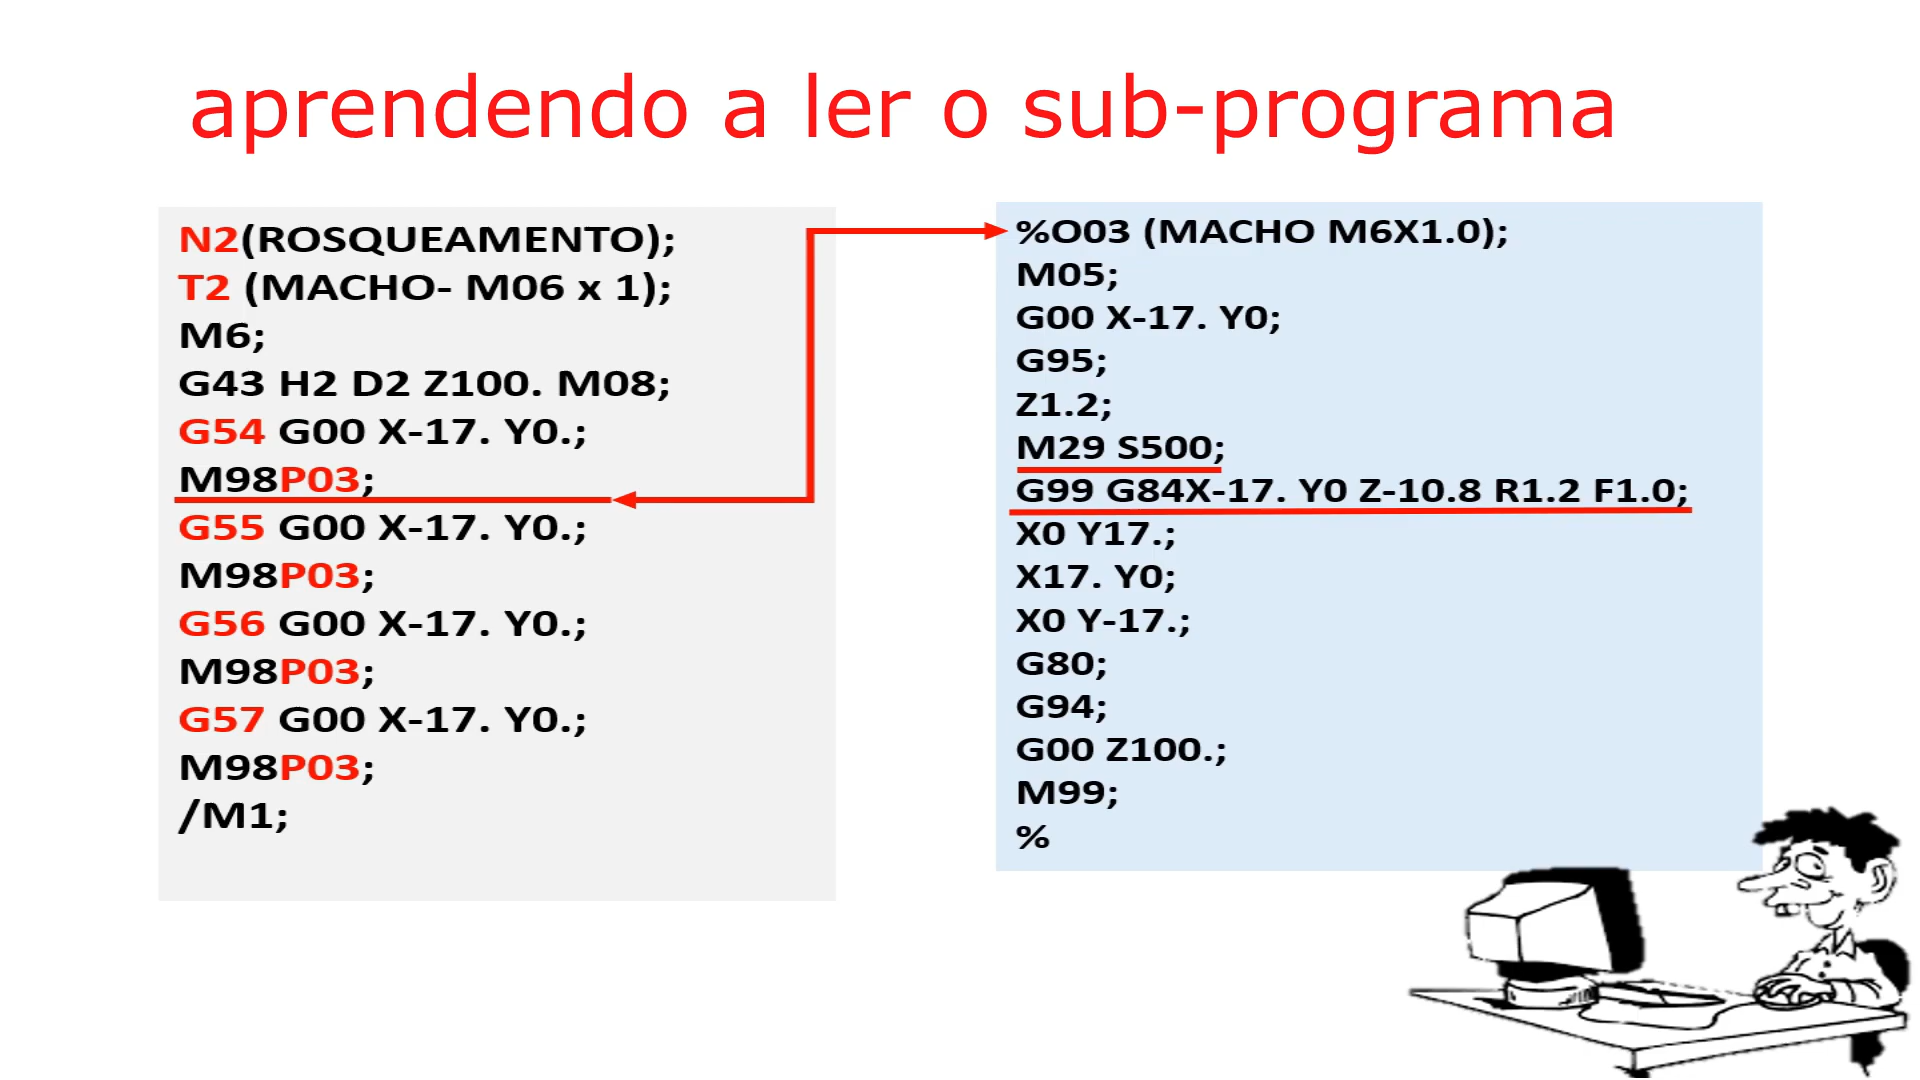 aprendendo a ler o sub-programa
N2(ROSQUEAMENTO);
T2 (MACHO- M06 x 1);
M6;
G43 H2 D2 Z100. M08;
G54 G00 X-17. Y0.;
M98P03;
G55 G00 X-17. Y0.;
M98P03;
G56 G00 X-17. Y0.;
M98P03;
G57 G00 X-17. Y0.;
M98P03;
/M1;
%O03 (MACHO M6X1.0);
M05;
G00 X-17. Y0;
G95;
Z1.2;
M29 S500;
G99 G84X-17. Y0 Z-10.8 R1.2 F1.0;
X0 Y17.;
X17. Y0;
X0 Y-17.;
G80;
G94;
G00 Z100.;
M99;
%